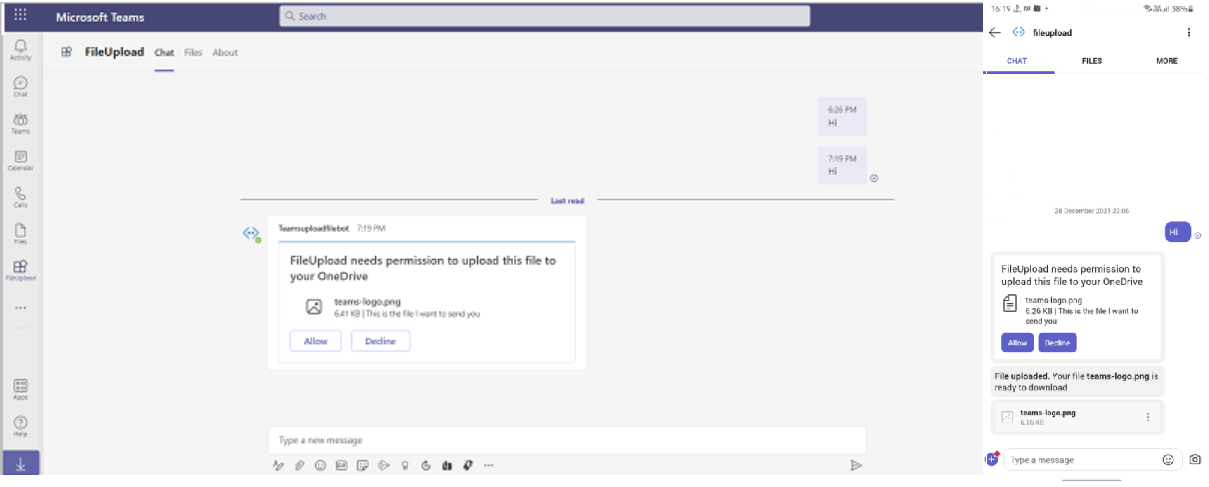 Microsoft Teams
Search
Activity
Chat
Teams
Calendar
Calls
Files
FileUpload
Apps
Help
FileUpload Chat Files About
6:26 PM
Hi
7:19 PM
Hi
Last read
Teamsuploadfilebot 7:19 PM
FileUpload needs permission to upload this file to
your OneDrive
teams-logo.png
6.41 KB | This is the file I want to send you
Allow Decline
Type a new message
16:19 38%
fileupload
CHAT FILES MORE
28 December 2021 23:06
Hi
FileUpload needs permission to
upload this file to your OneDrive
teams-logo.png
6.26 KB | This is the file I want to
send you
Allow Decline
File uploaded. Your file teams-logo.png is
ready to download
teams-logo.png
6.26 KB
Type a message